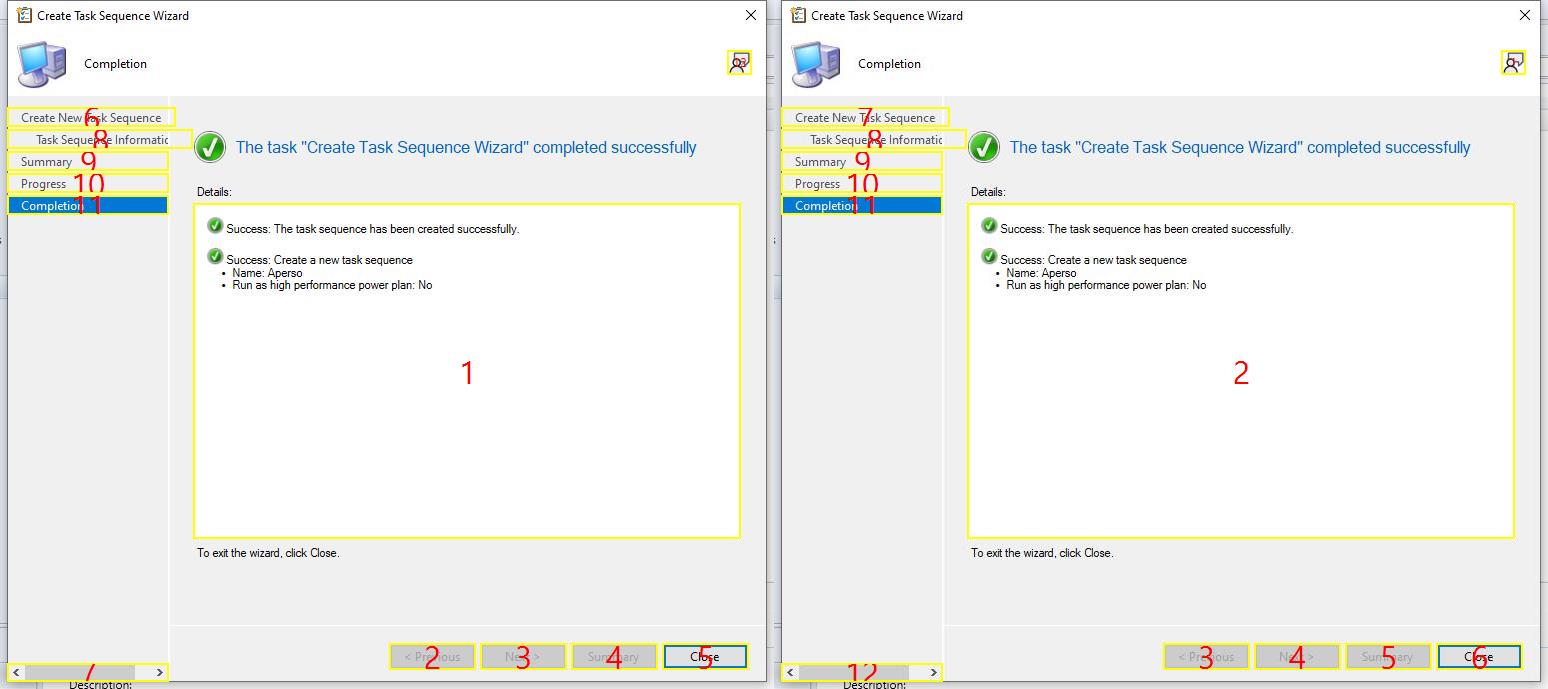 Create Task Sequence Wizard
Completion
6
Create New Task Sequence
8
Task Sequence Informatic
Summary 9
Progress 10
Completion 11
The task "Create Task Sequence Wizard" completed successfully
Details:
Success: The task sequence has been created successfully.
Success: Create a new task sequence
• Name: Aperso
• Run as high performance power plan: No
1
To exit the wizard, click Close.
< Previous 2
Next > 3
Summary 4
Close 5
7
Description:
Create Task Sequence Wizard
Completion
7
Create New Task Sequence
8
Task Sequence Informatic
Summary 9
Progress 10
Completion 11
The task "Create Task Sequence Wizard" completed successfully
Details:
Success: The task sequence has been created successfully.
Success: Create a new task sequence
• Name: Aperso
• Run as high performance power plan: No
2
To exit the wizard, click Close.
< Previous 3
Next > 4
Summary 5
Close 6
12
Description: